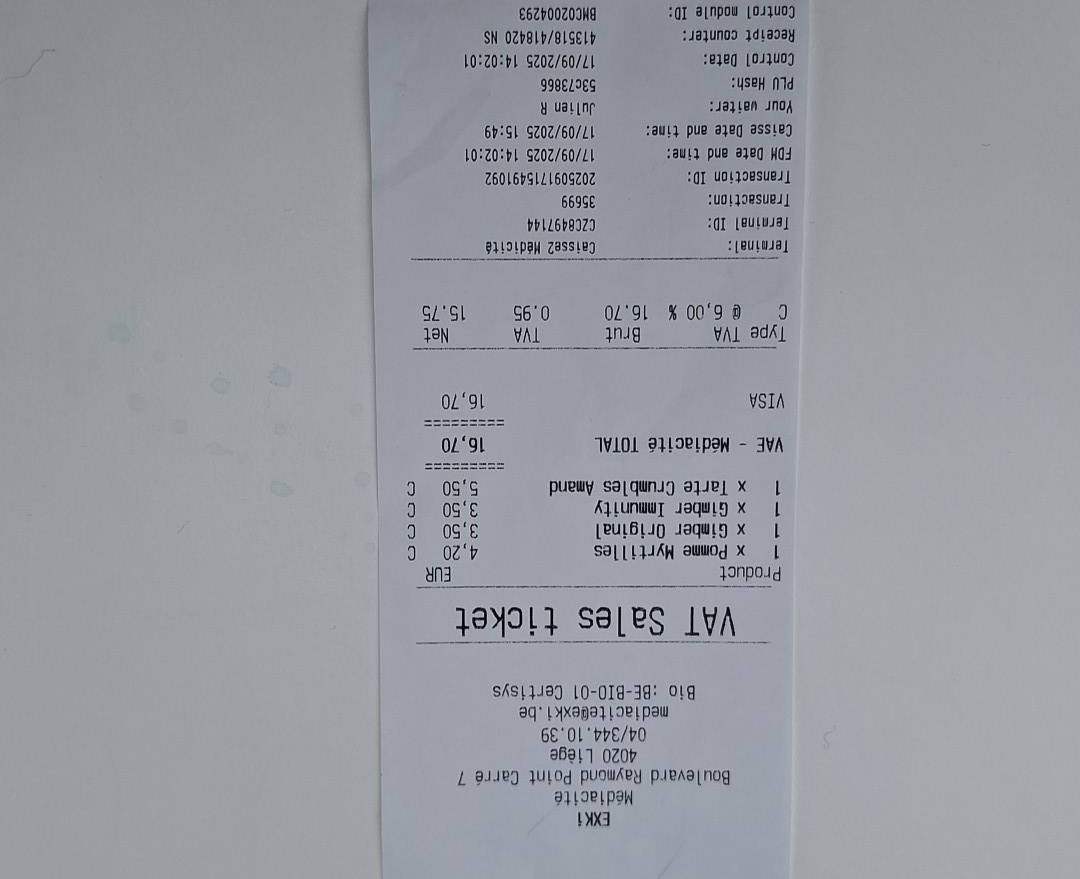 EXKi
Médiacité
Boulevard Raymond Point Carré 7
4020 Liège
04/344.10.39
mediacite@exki.be
Bio :BE-BIO-01 Certisys
VAT Sales ticket
Product EUR
1 x Pomme Myrtilles 4,20 C
1 x Gimber Original 3,50 C
1 x Gimber Immunity 3,50 C
1 x Tarte Crumbles Amand 5,50 C
=========
VAE - Médiacité TOTAL 16,70
=========
VISA 16,70
Type TVA Brut TVA Net
C @ 6,00 % 16.70 0.95 15.75
Terminal: Caisse2 Médicité
Terminal ID: CZC8497144
Transaction: 35699
Transaction ID: 2025091715491092
FDM Date and time: 17/09/2025 14:02:01
Caisse Date and time: 17/09/2025 15:49
Your waiter: Julien R
PLU Hash: 53c73866
Control Data: 17/09/2025 14:02:01
Receipt counter: 413518/418420 NS
Control module ID: BMC02004293